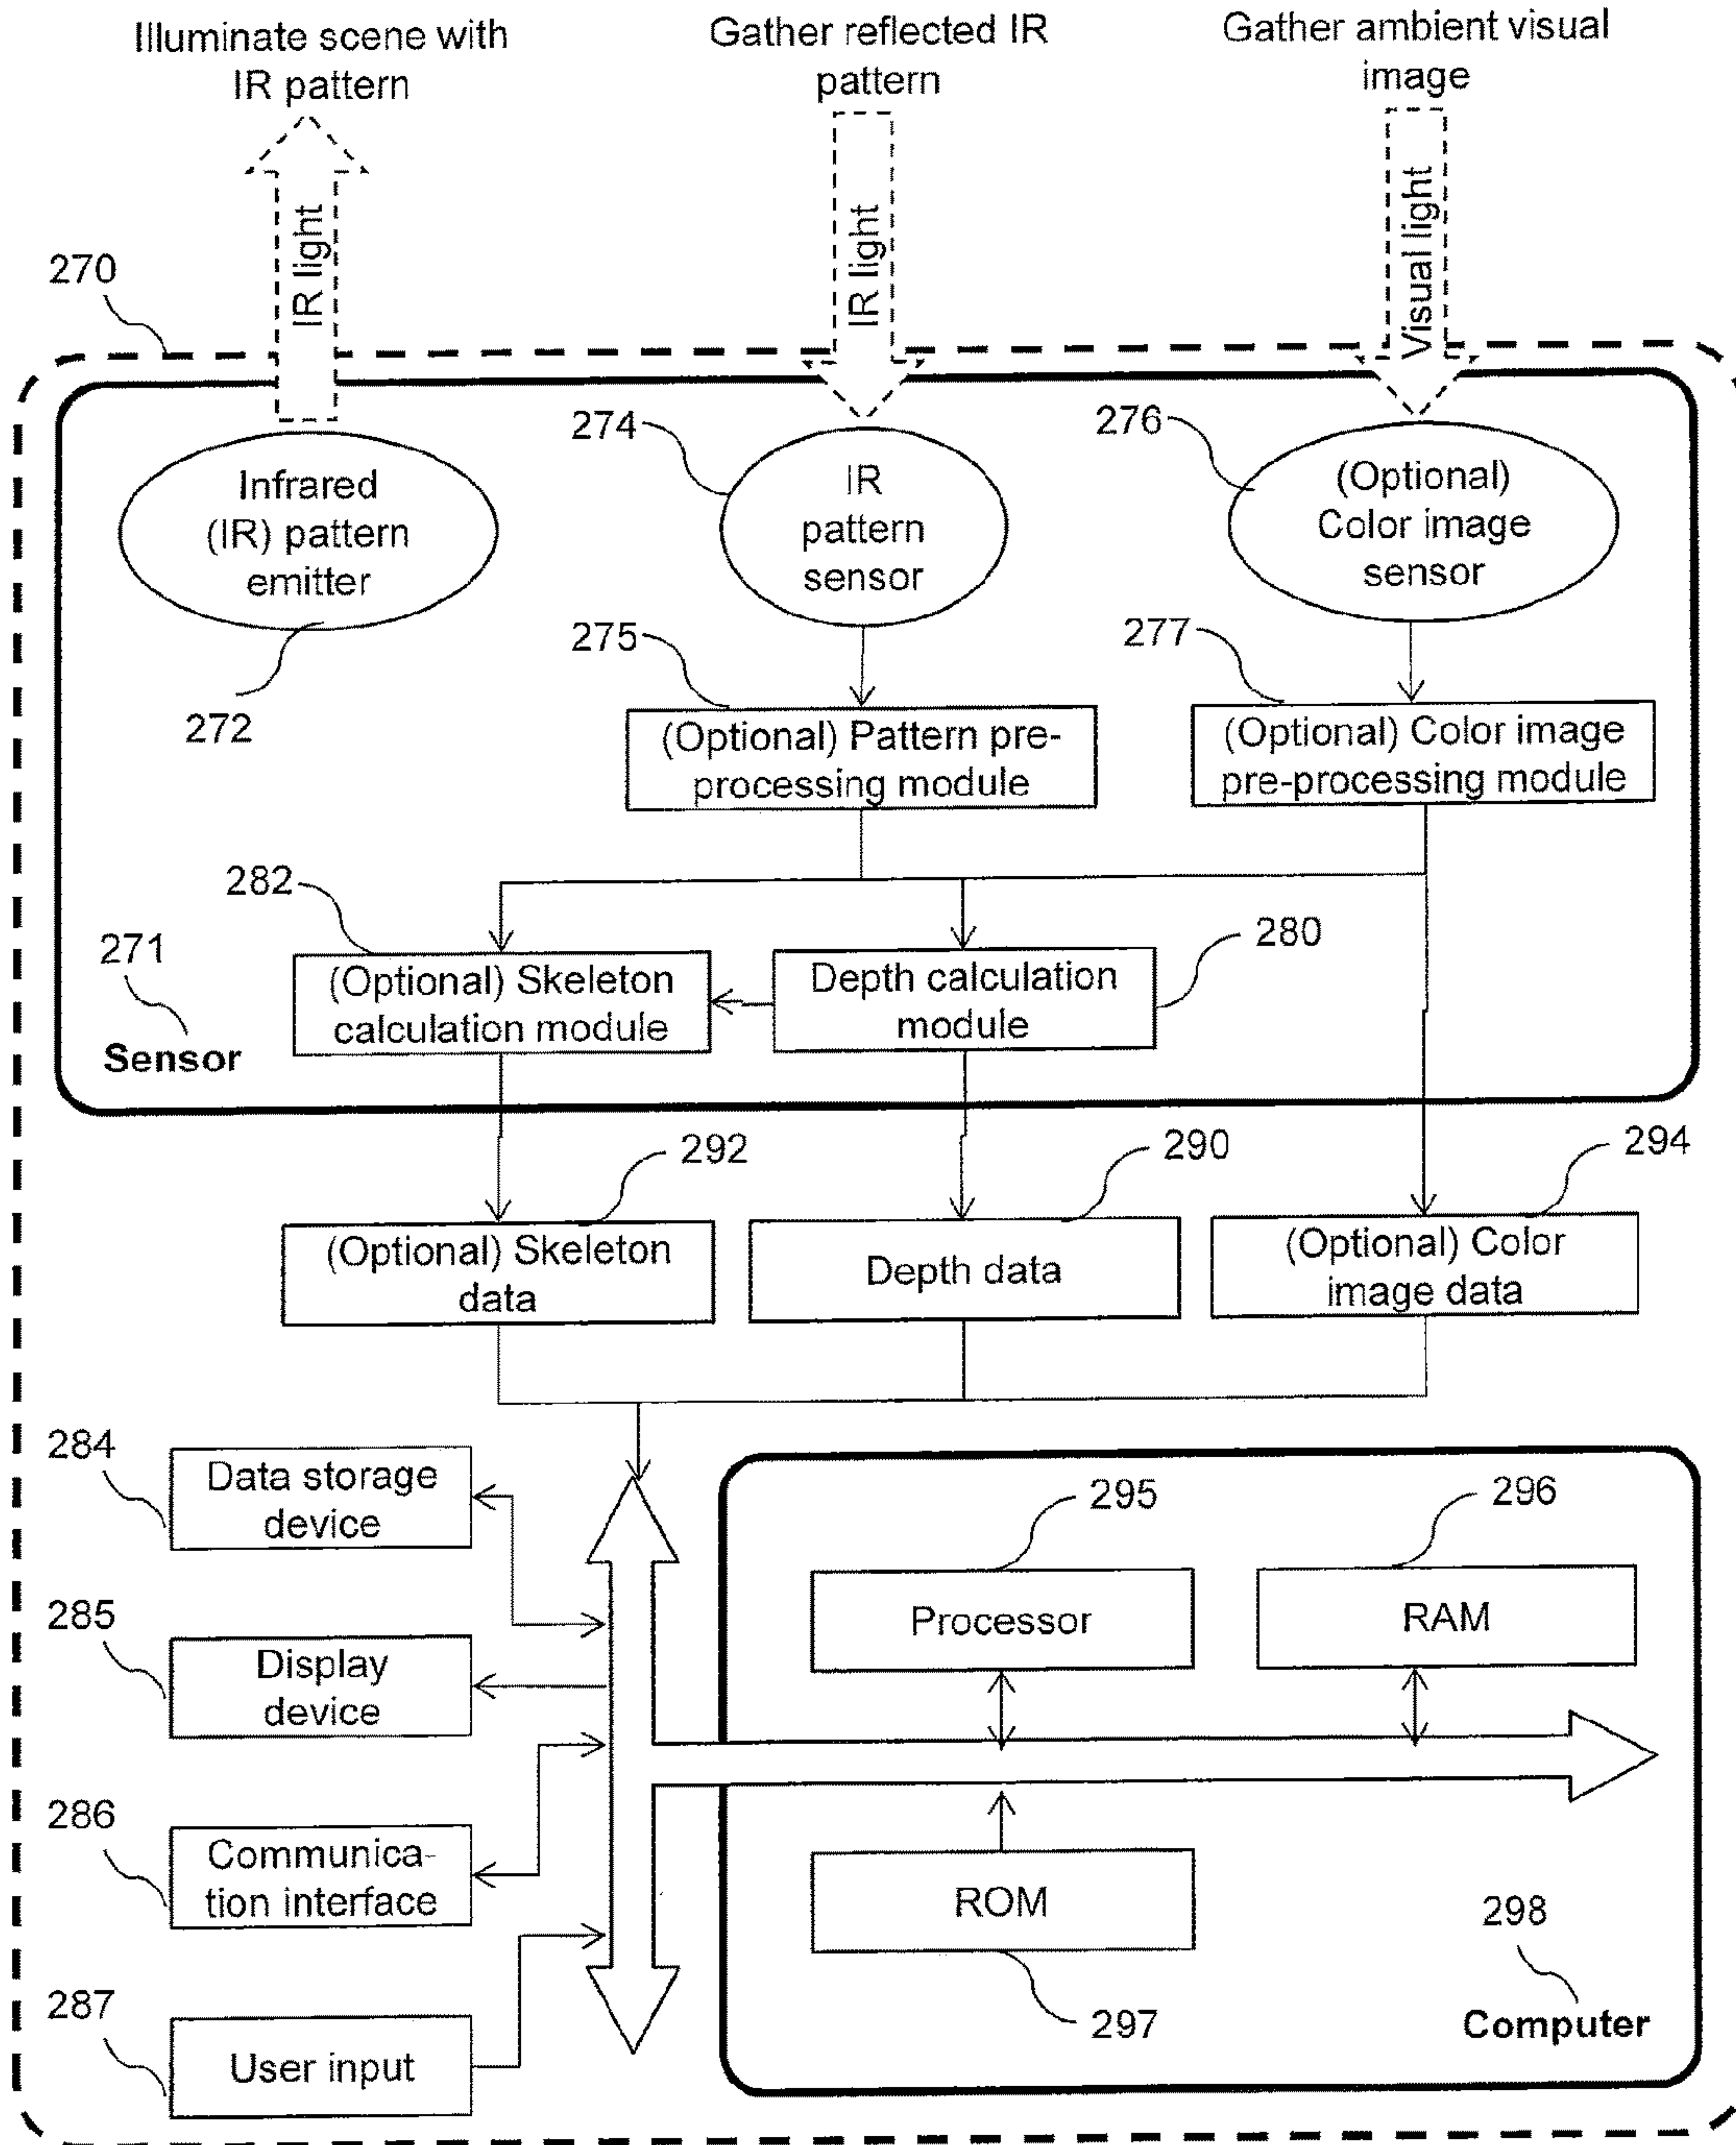 Illuminate scene with
IR pattern
Gather reflected IR
pattern
Gather ambient visual
image
IR light
IR light
Visual light
270
274
276
Infrared
(IR) pattern
emitter
IR
pattern
sensor
(Optional)
Color image
sensor
272
275
277
(Optional) Pattern pre-
processing module
(Optional) Color image
pre-processing module
282
280
271
(Optional) Skeleton
calculation module
Depth calculation
module
Sensor
292
290
294
(Optional) Skeleton
data
Depth data
(Optional) Color
image data
284
Data storage
device
295
296
Processor
RAM
285
Display
device
286
Communica-
tion interface
ROM
298
297
Computer
287
User input